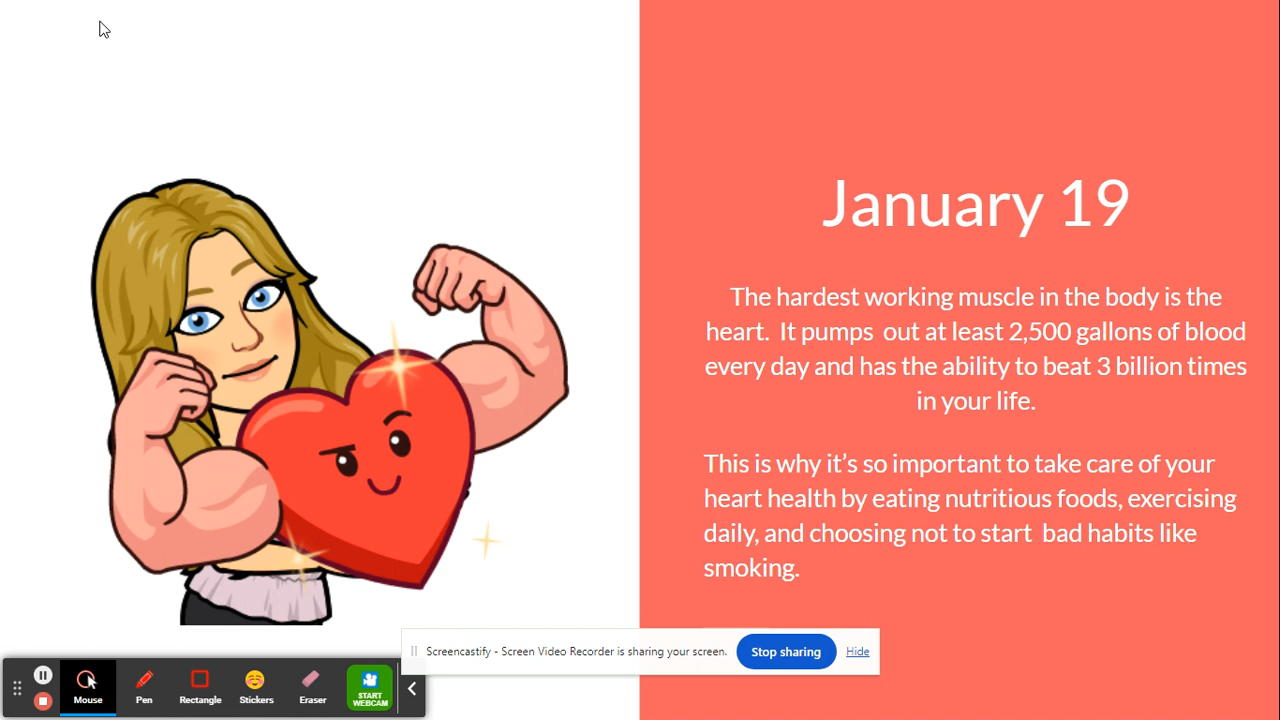 January 19
The hardest working muscle in the body is the
heart. It pumps out at least 2,500 gallons of blood
every day and has the ability to beat 3 billion times
in your life.
This is why it’s so important to take care of your
heart health by eating nutritious foods, exercising
daily, and choosing not to start bad habits like
smoking.
Screencastify - Screen Video Recorder is sharing your screen. Stop sharing Hide
Mouse Pen Rectangle Stickers Eraser START
WEBCAM